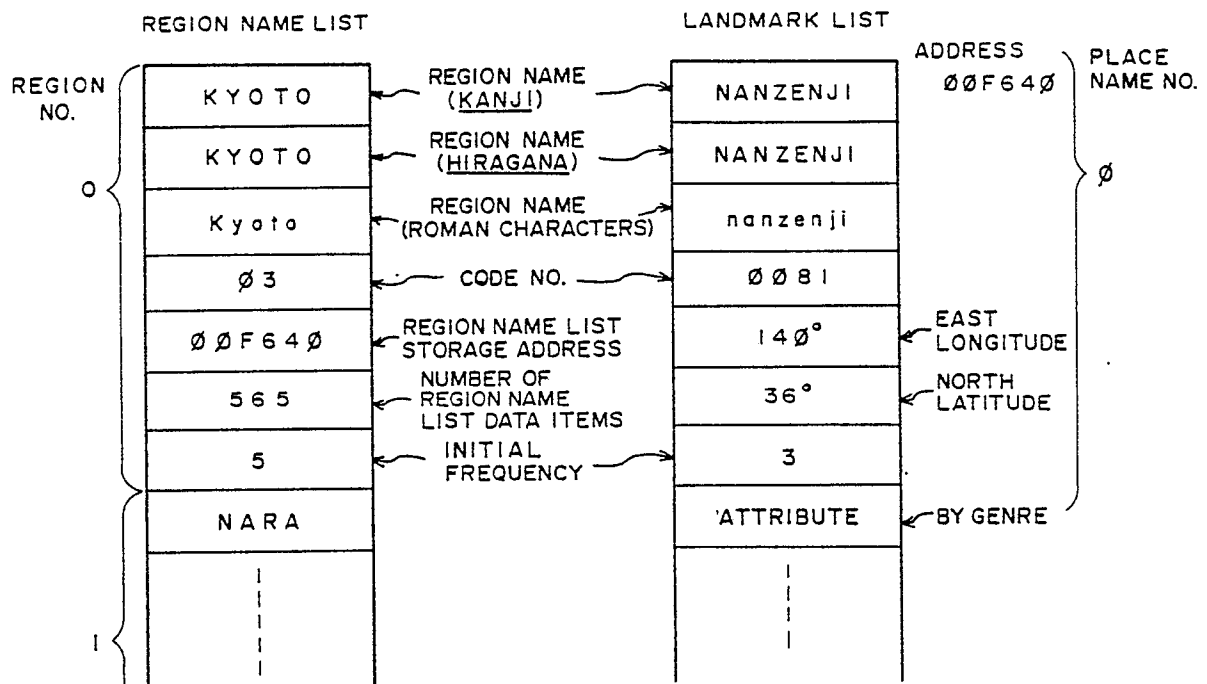 REGION NAME LIST
LANDMARK LIST
REGION
NO.
ADDRESS
ØØF64Ø
PLACE
NAME NO.
KYOTO
REGION NAME
(KANJI)
NANZENJI
KYOTO
REGION NAME
(HIRAGANA)
NANZENJI
O
Ø
Kyoto
REGION NAME
(ROMAN CHARACTERS)
nanzenji
Ø3
CODE NO.
ØØ81
ØØF64Ø
REGION NAME LIST
STORAGE ADDRESS
14Ø°
EAST
LONGITUDE
565
NUMBER OF
REGION NAME
LIST DATA ITEMS
36°
NORTH
LATITUDE
5
INITIAL
FREQUENCY
3
NARA
ATTRIBUTE
BY GENRE
1